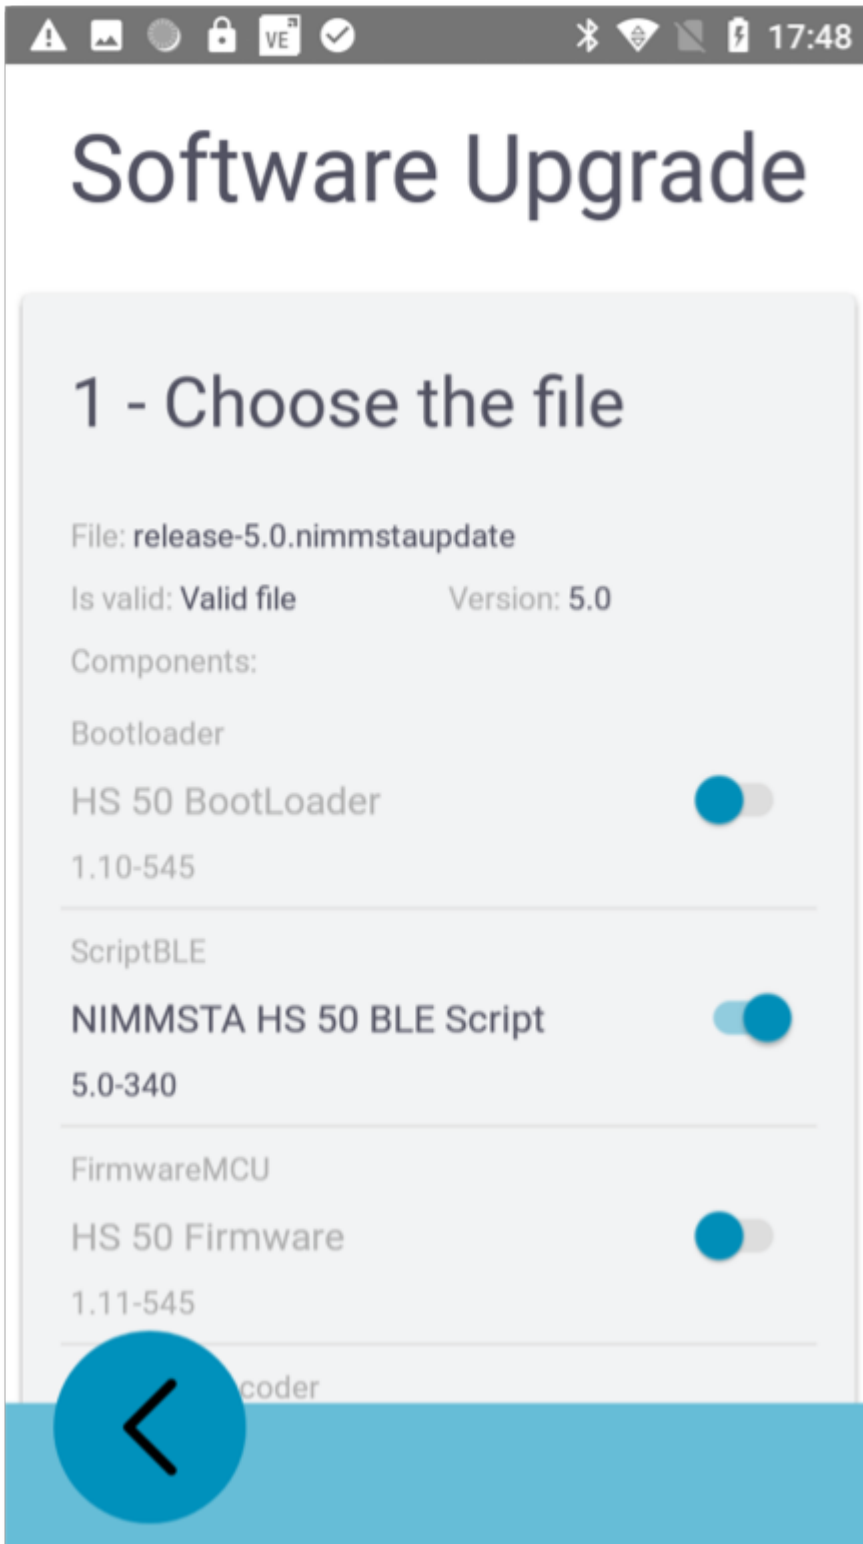 VE 17:48
Software Upgrade
1 - Choose the file
File: release-5.0.nimmstaupdate
Is valid: Valid file Version: 5.0
Components:
Bootloader
HS 50 BootLoader
1.10-545
ScriptBLE
NIMMSTA HS 50 BLE Script
5.0-340
FirmwareMCU
HS 50 Firmware
1.11-545
coder